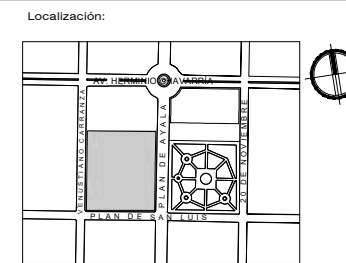 Localización:
AV. HERMINIO CHAVARRÍA
VENUSTIANO CARRANZA
PLAN DE AYALA
20 DE NOVIEMBRE
PLAN DE SAN LUIS